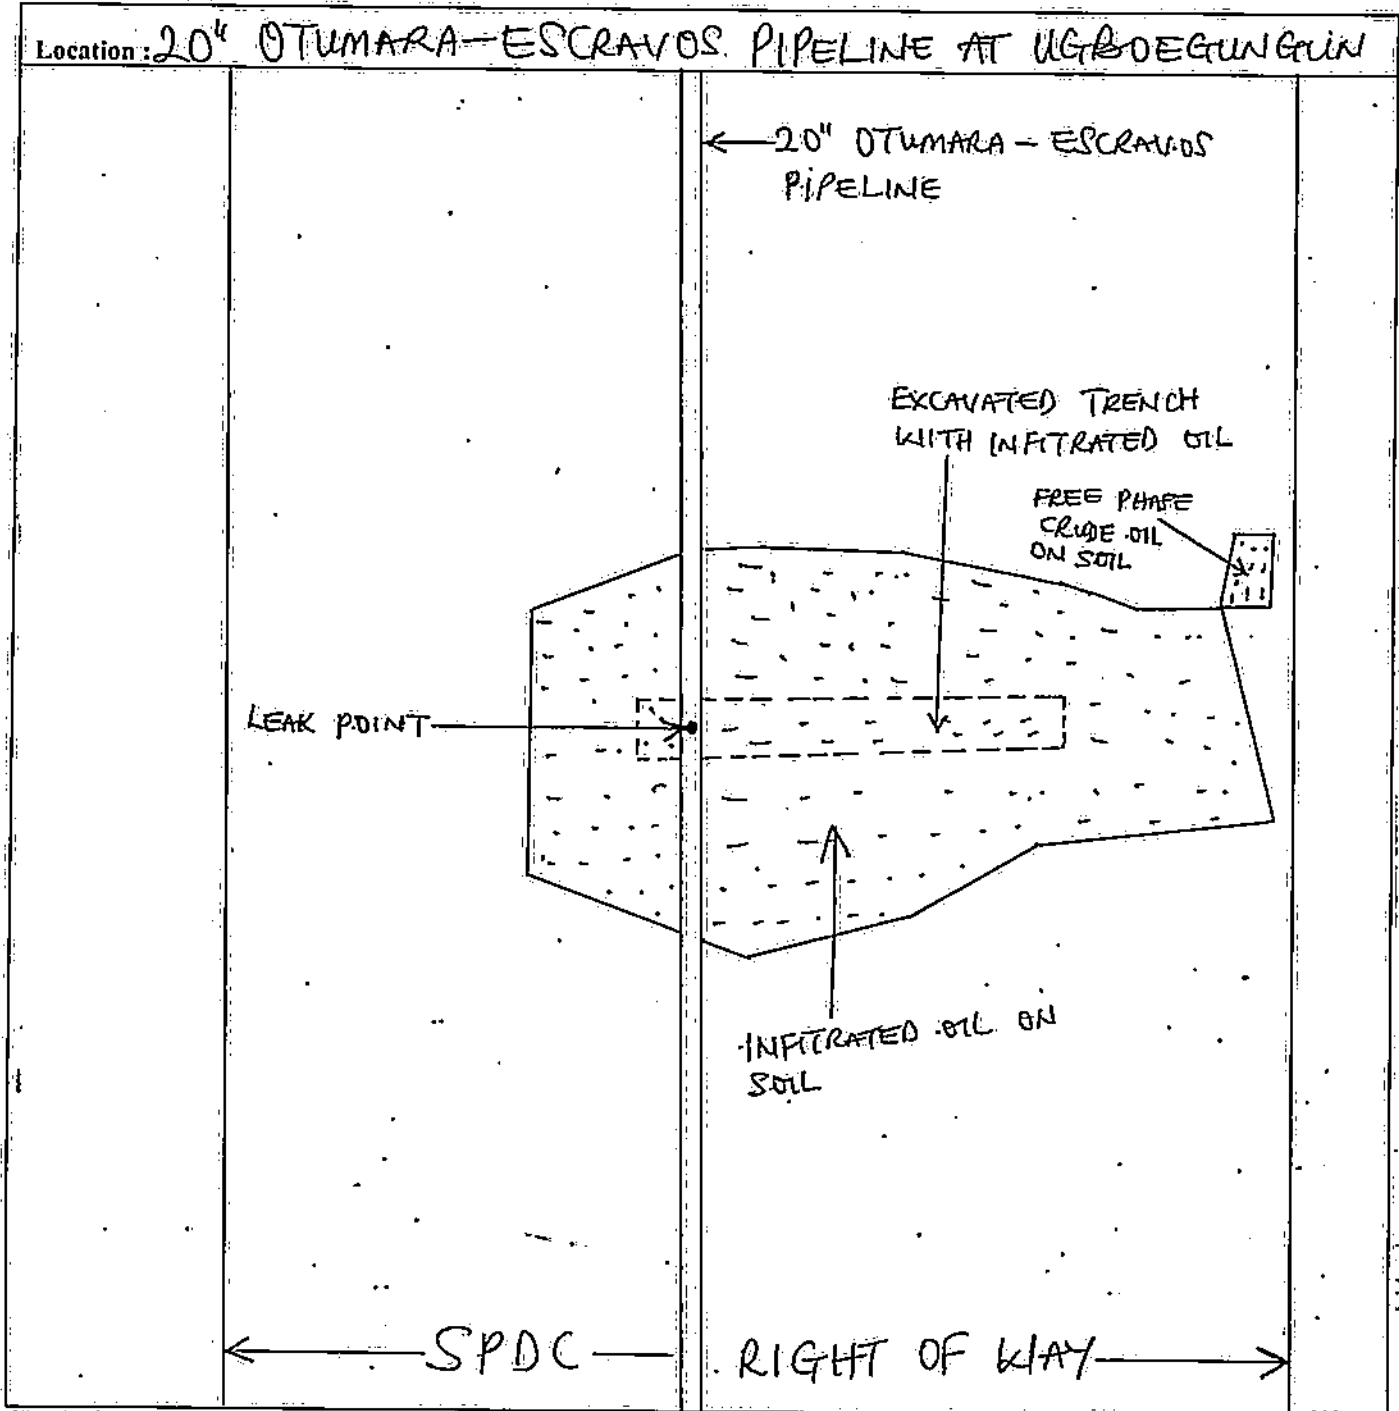 Location: 20" OTUMARA-ESCRAVOS. PIPELINE AT UGBOEGUNGUN
20" OTUMARA - ESCRAVOS
PIPELINE
EXCAVATED TRENCH
WITH INFITRATED OIL
FREE PHASE
CRUDE OIL
ON SOIL
LEAK POINT
INFITRATED OIL ON
SOIL
SPDC RIGHT OF WAY